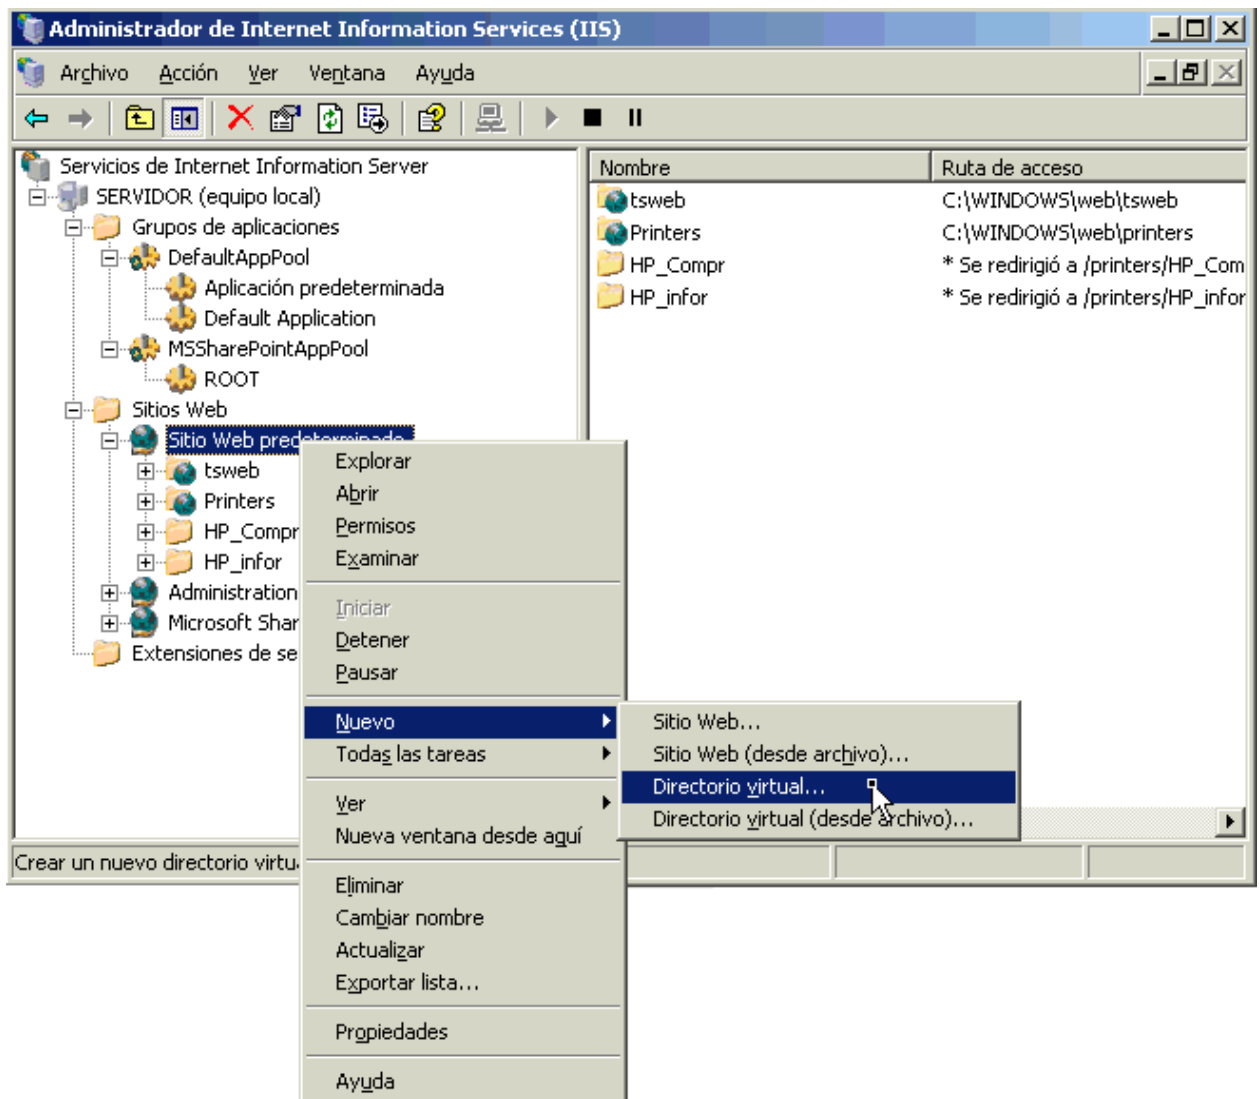 Administrador de Internet Information Services (IIS)
Archivo Acción Ver Ventana Ayuda
Servicios de Internet Information Server
SERVIDOR (equipo local)
Grupos de aplicaciones
DefaultAppPool
Aplicación predeterminada
Default Application
MSSharePointAppPool
ROOT
Sitios Web
Sitio Web predeterminado
tsweb
Printers
HP_Compr
HP_infor
Administration
Microsoft Shar
Extensiones de se
Nombre Ruta de acceso
tsweb C:\WINDOWS\web\tsweb
Printers C:\WINDOWS\web\printers
HP_Compr * Se redirigió a /printers/HP_Com
HP_infor * Se redirigió a /printers/HP_infor
Explorar
Abrir
Permisos
Examinar
Iniciar
Detener
Pausar
Nuevo
Todas las tareas
Ver
Nueva ventana desde aquí
Eliminar
Cambiar nombre
Actualizar
Exportar lista...
Propiedades
Ayuda
Sitio Web...
Sitio Web (desde archivo)...
Directorio virtual...
Directorio virtual (desde archivo)...
Crear un nuevo directorio virtu